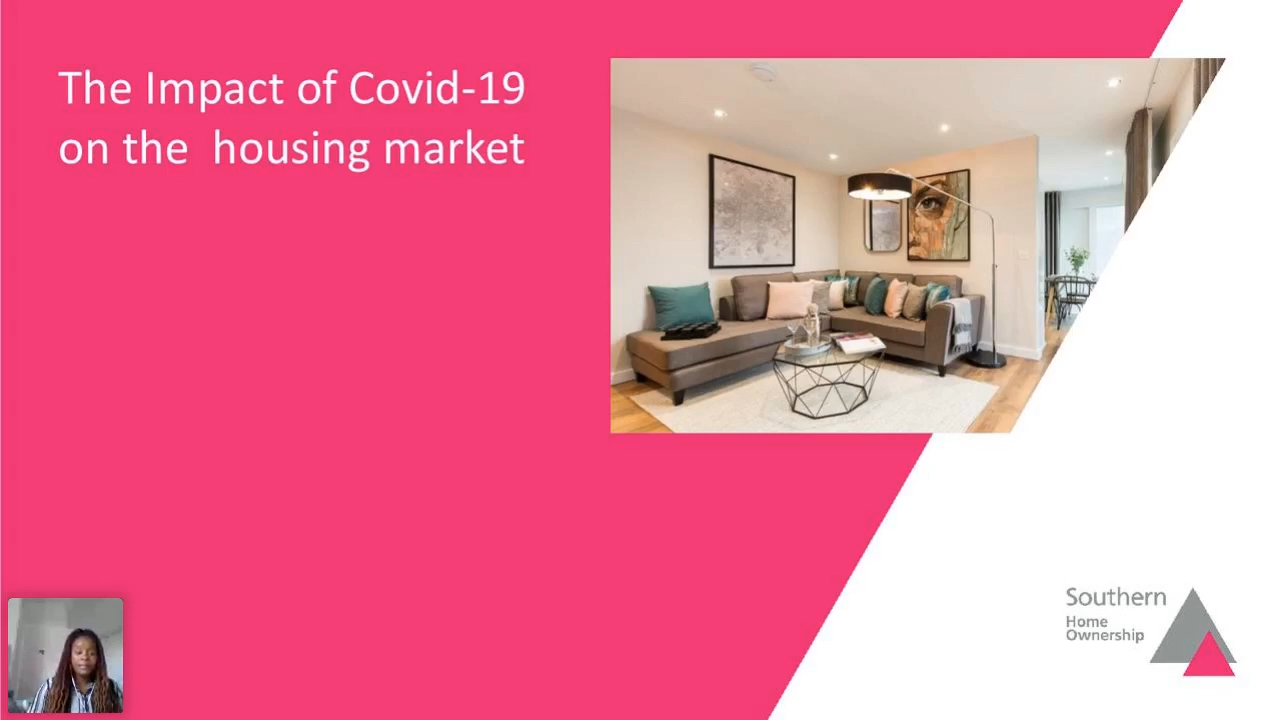 The Impact of Covid-19
on the  housing market
Southern
Home
Ownership